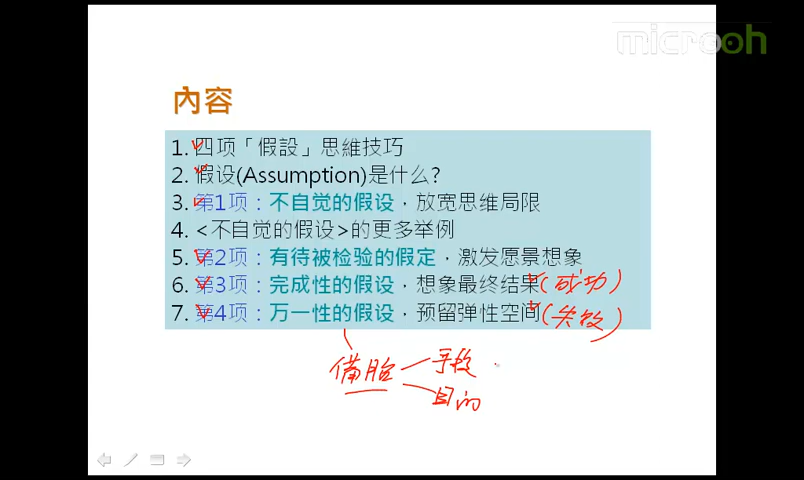 microoh
內容
1. 四项「假設」思維技巧
2. 假设(Assumption)是什么?
3. 第1项：不自觉的假设，放宽思维局限
4. <不自觉的假设>的更多举例
5. 第2项：有待被检验的假定，激发愿景想象
6. 第3项：完成性的假设，想象最终结果(成功)
7. 第4项：万一性的假设，预留弹性空间(失敗)
備胎
手段
目的